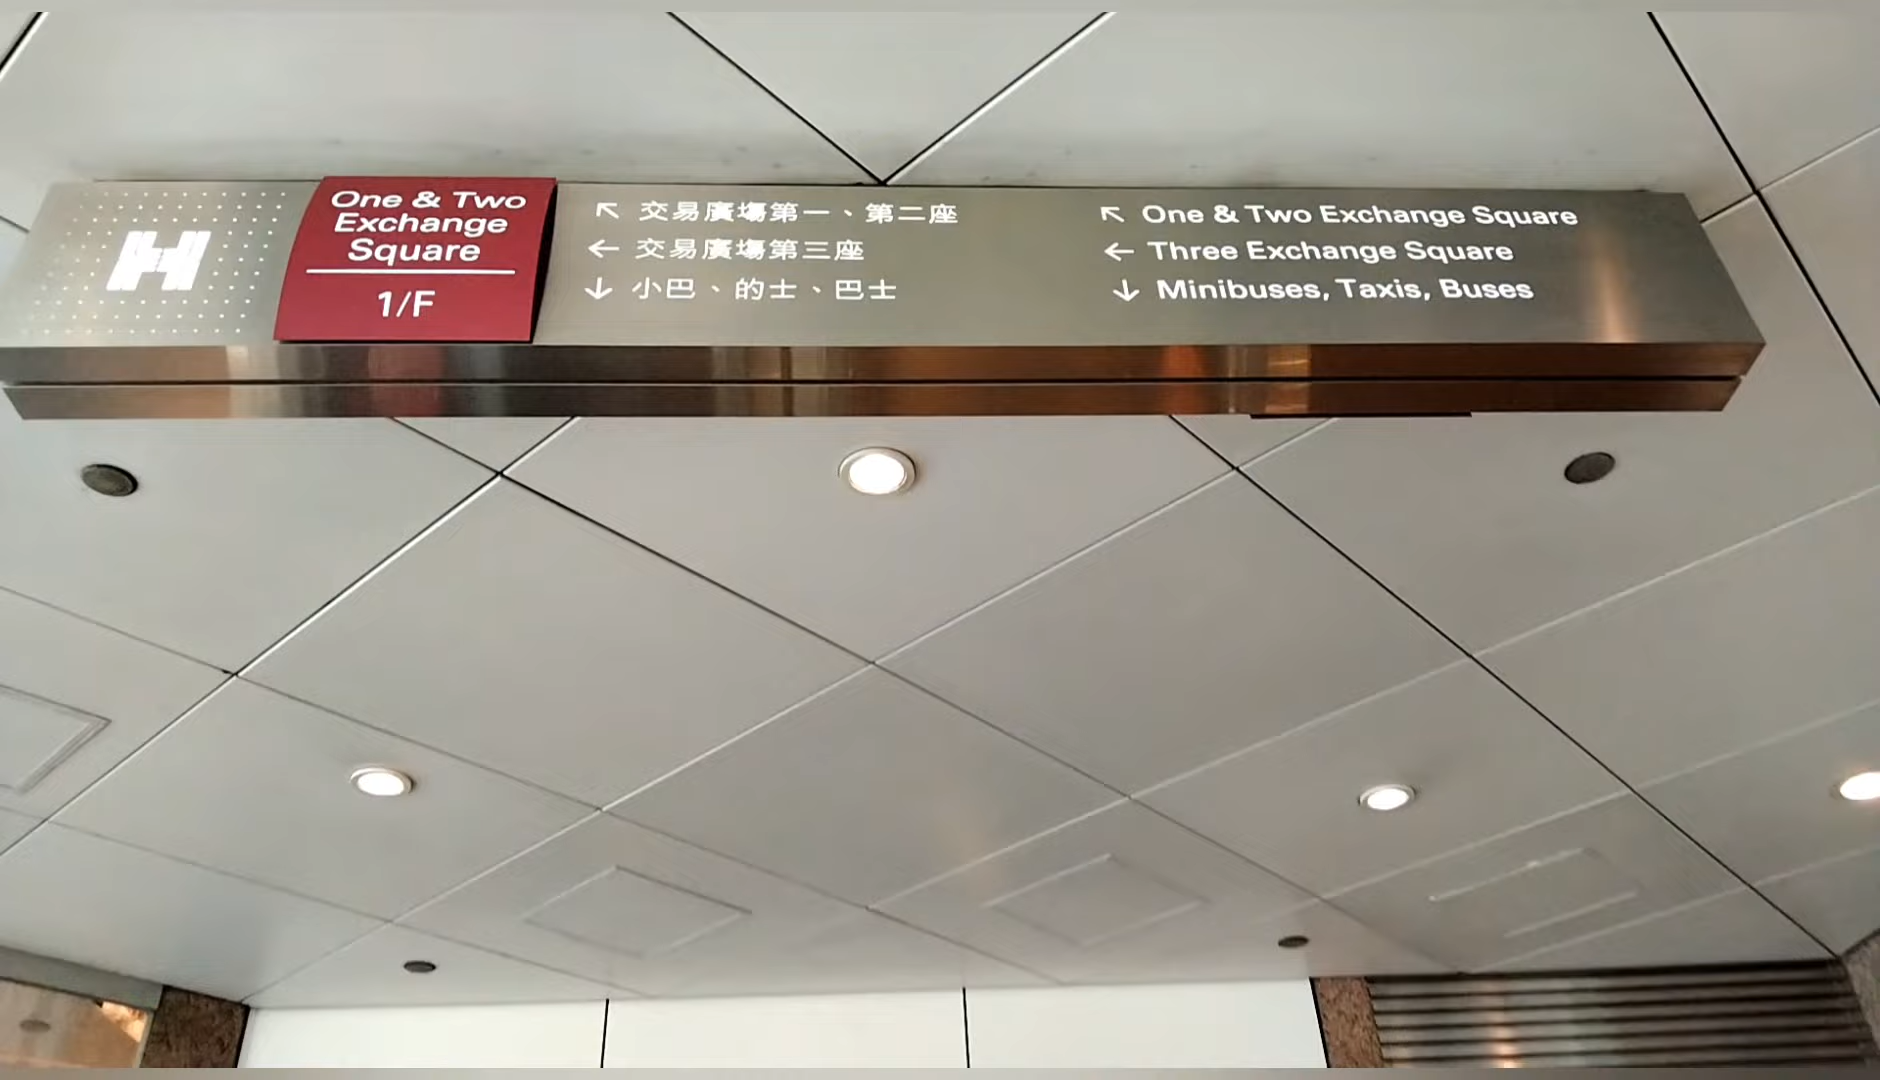 One & Two
Exchange
Square
1/F
↖ 交易廣場第一、第二座
← 交易廣場第三座
↓ 小巴、的士、巴士
↖ One & Two Exchange Square
← Three Exchange Square
↓ Minibuses, Taxis, Buses